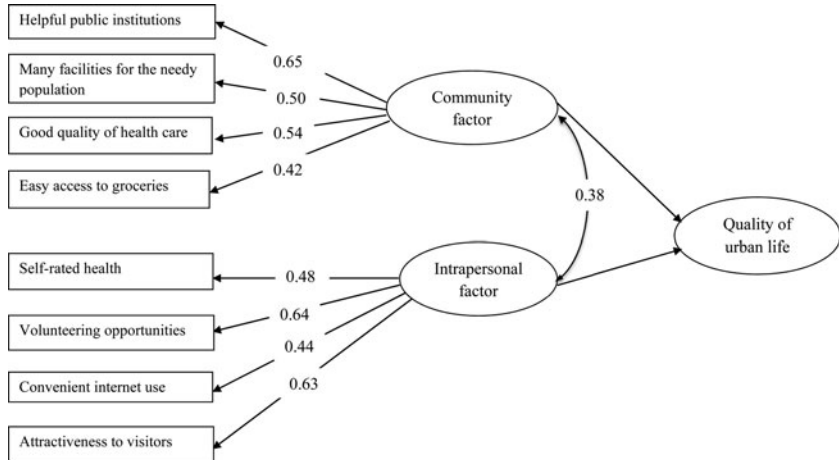 Helpful public institutions
Many facilities for the needy
population
Good quality of health care
Easy access to groceries
0.65
0.50
0.54
0.42
Community
factor
0.38
Quality of
urban life
Self-rated health
Volunteering opportunities
Convenient internet use
Attractiveness to visitors
0.48
0.64
0.44
0.63
Intrapersonal
factor